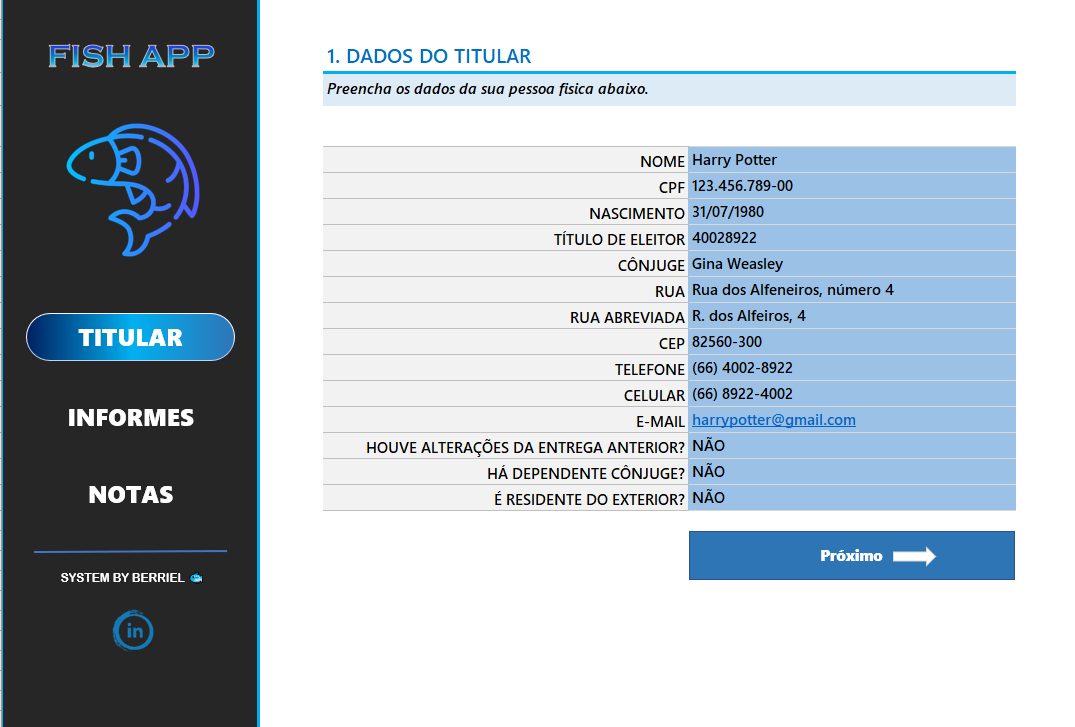 FISH APP
TITULAR
INFORMES
NOTAS
SYSTEM BY BERRIEL
in
1. DADOS DO TITULAR
Preencha os dados da sua pessoa fisica abaixo.
NOME Harry Potter
CPF 123.456.789-00
NASCIMENTO 31/07/1980
TÍTULO DE ELEITOR 40028922
CÔNJUGE Gina Weasley
RUA Rua dos Alfeneiros, número 4
RUA ABREVIADA R. dos Alfeiros, 4
CEP 82560-300
TELEFONE (66) 4002-8922
CELULAR (66) 8922-4002
E-MAIL harrypotter@gmail.com
HOUVE ALTERAÇÕES DA ENTREGA ANTERIOR? NÃO
HÁ DEPENDENTE CÔNJUGE? NÃO
É RESIDENTE DO EXTERIOR? NÃO
Próximo